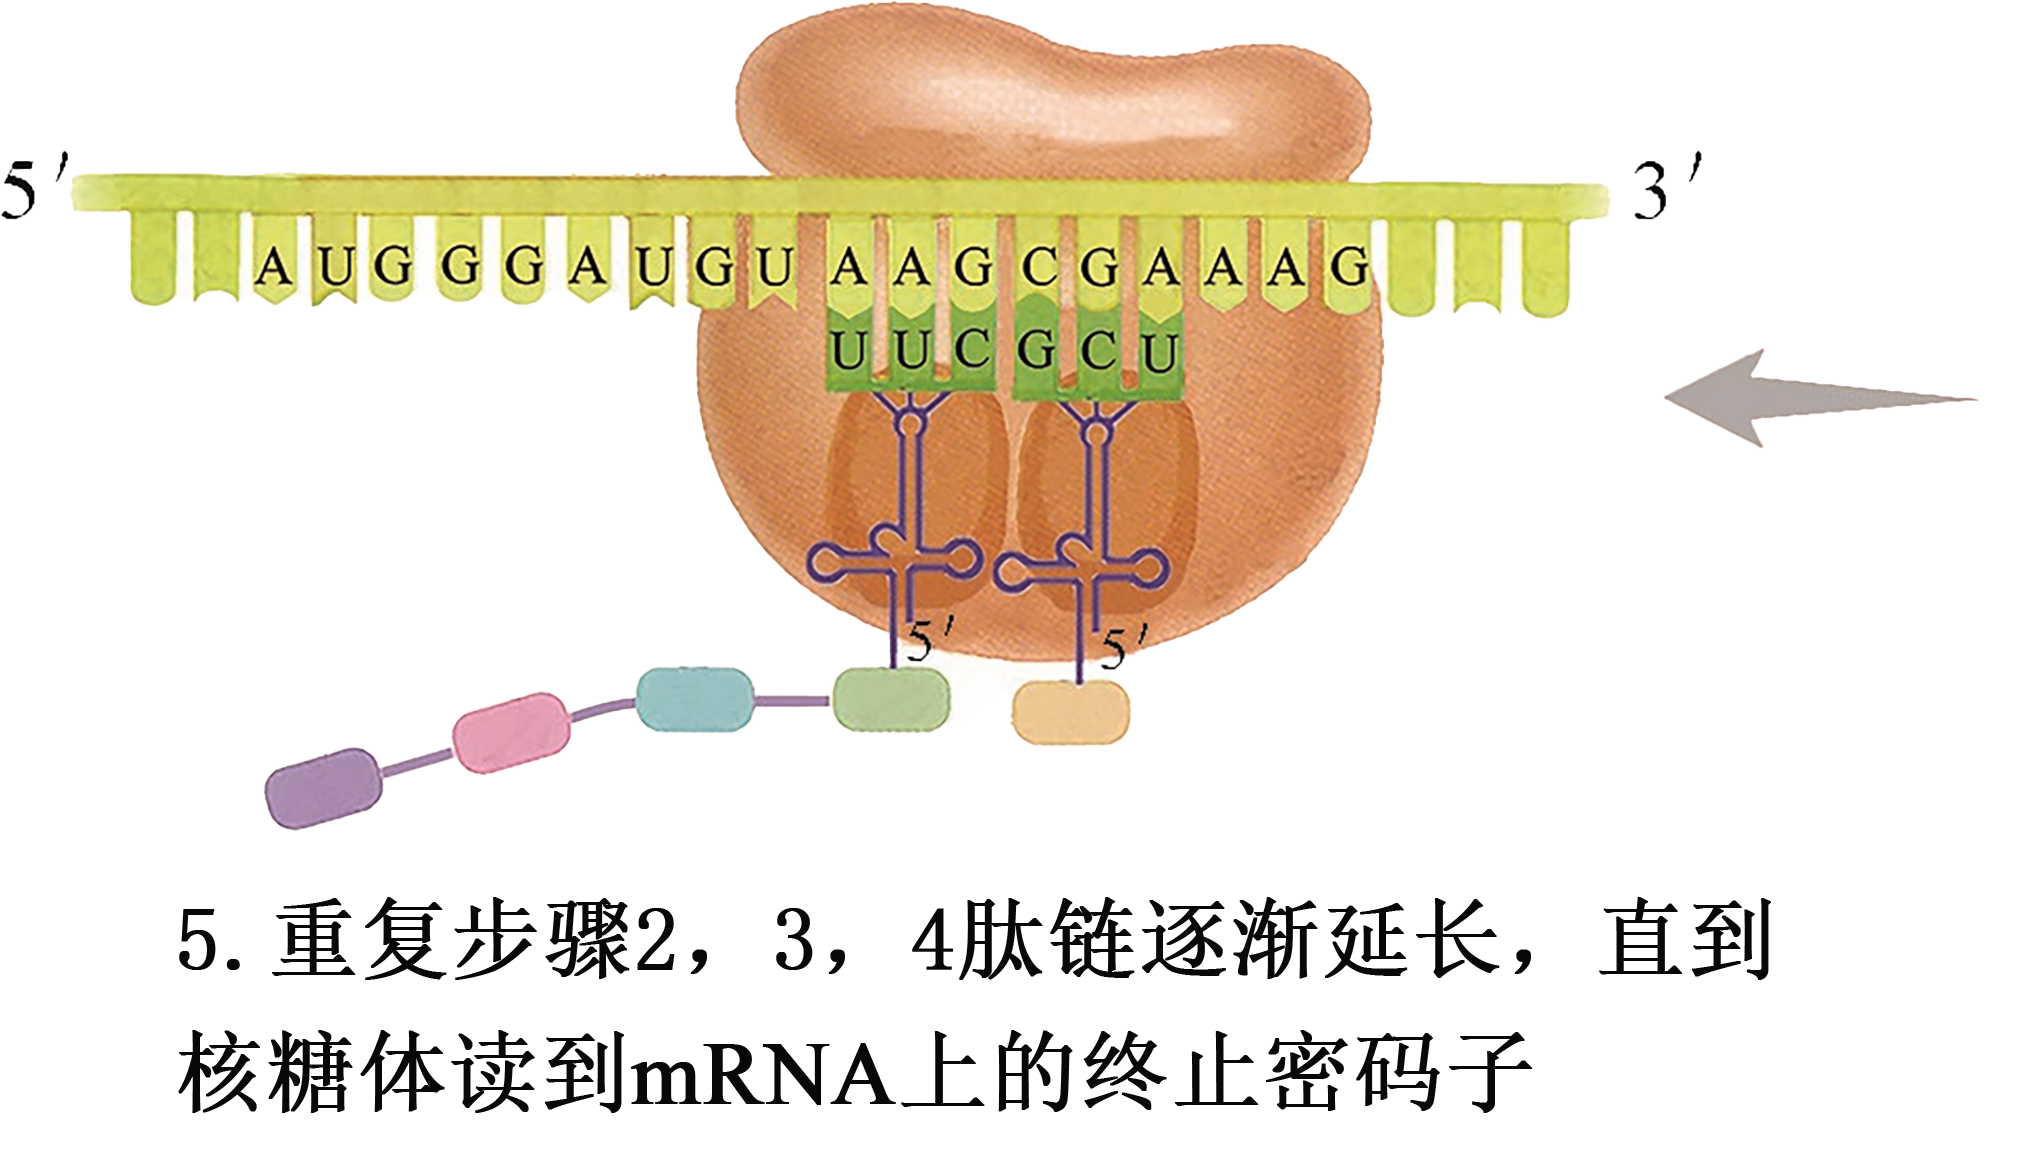 5′ 3′
A U G G G A U G U A A G C G A A A G
U U C G C U
5′ 5′
5. 重复步骤2，3，4肽链逐渐延长，直到
核糖体读到mRNA上的终止密码子